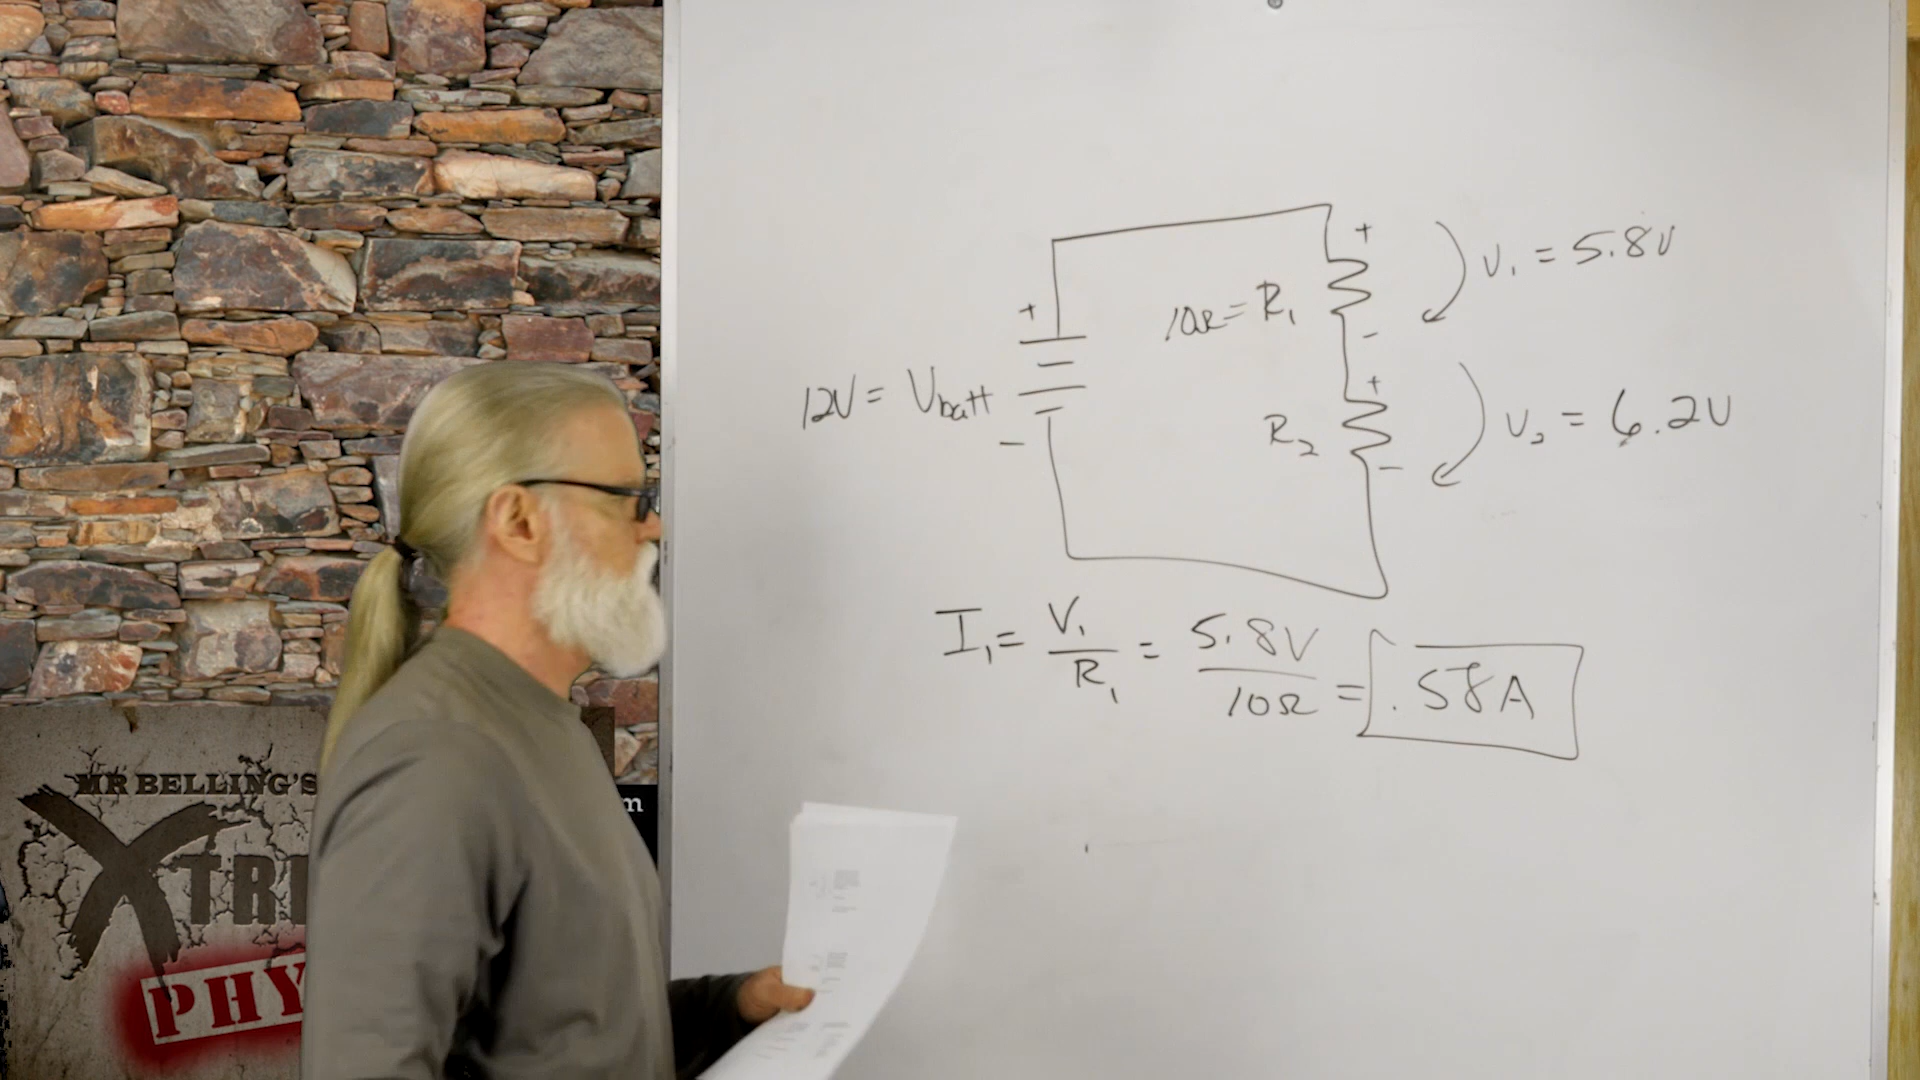 +
V₁ = 5.8V
10Ω = R₁
+
-
+
12V = Vbatt
R₂
V₂ = 6.2V
-
-
I₁ = V₁/R₁ = 5.8V/10Ω = .58A
MR BELLING'S
m
XTR
PHY